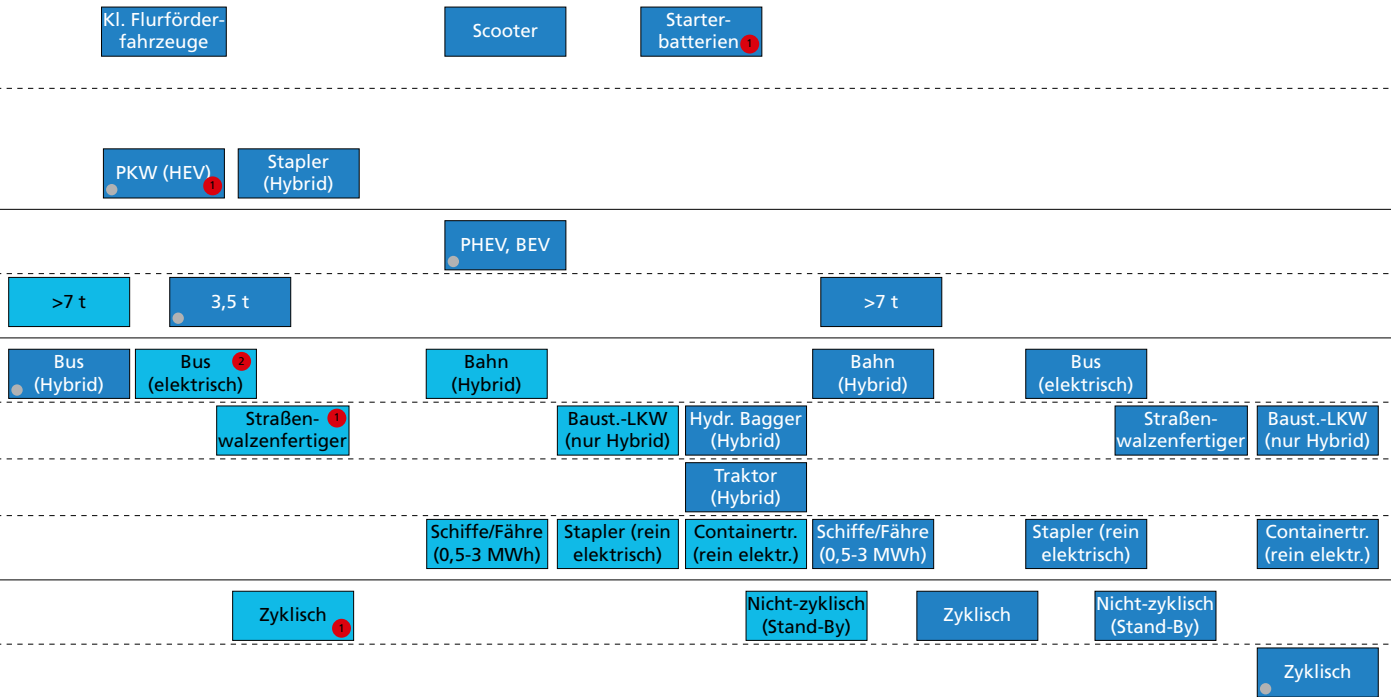 Kl. Flurförder-
fahrzeuge
Scooter
Starter-
batterien
1
PKW (HEV)
1
Stapler
(Hybrid)
PHEV, BEV
>7 t
3,5 t
>7 t
Bus
(Hybrid)
Bus
(elektrisch)
2
Bahn
(Hybrid)
Bahn
(Hybrid)
Bus
(elektrisch)
Straßen-
walzenfertiger
1
Baust.-LKW
(nur Hybrid)
Hydr. Bagger
(Hybrid)
Straßen-
walzenfertiger
Baust.-LKW
(nur Hybrid)
Traktor
(Hybrid)
Schiffe/Fähre
(0,5-3 MWh)
Stapler (rein
elektrisch)
Containertr.
(rein elektr.)
Schiffe/Fähre
(0,5-3 MWh)
Stapler (rein
elektrisch)
Containertr.
(rein elektr.)
Zyklisch
1
Nicht-zyklisch
(Stand-By)
Zyklisch
Nicht-zyklisch
(Stand-By)
Zyklisch